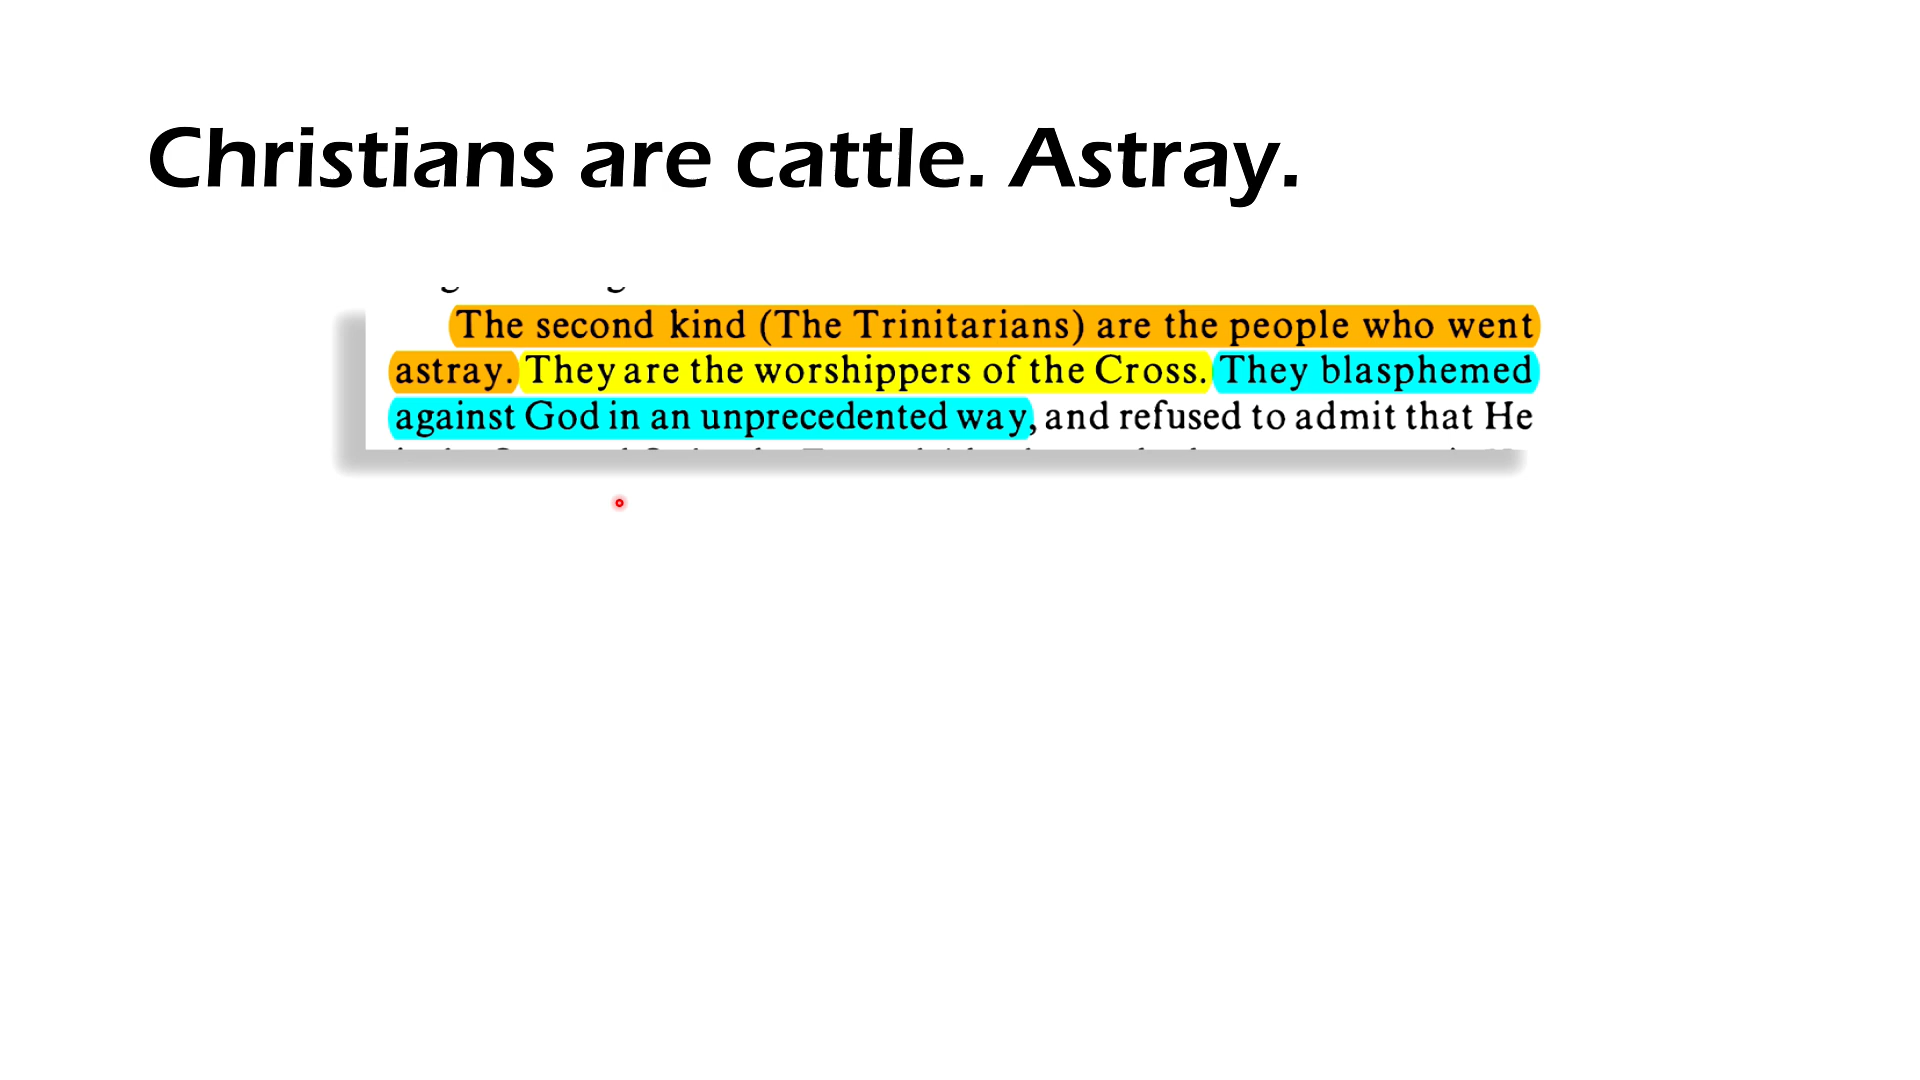 Christians are cattle. Astray.
The second kind (The Trinitarians) are the people who went
astray. They are the worshippers of the Cross. They blasphemed
against God in an unprecedented way, and refused to admit that He